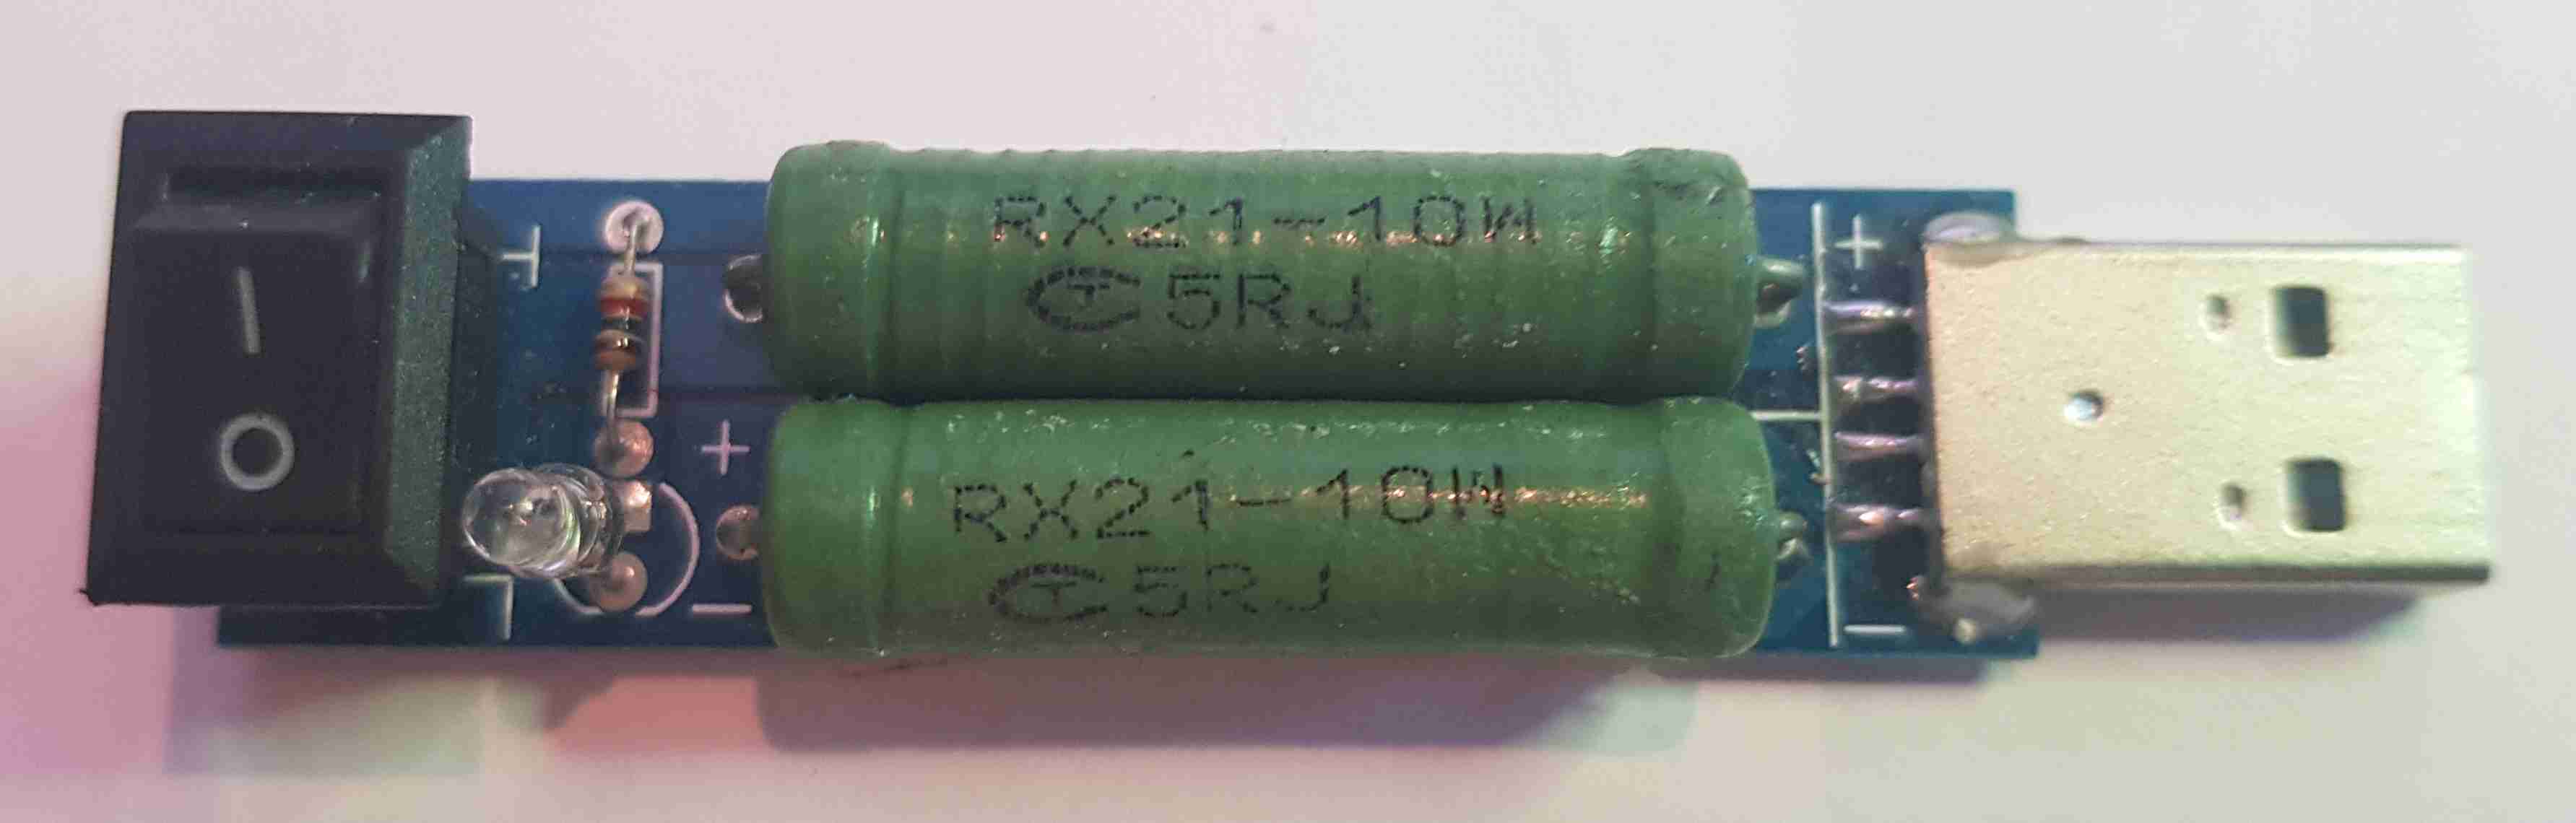 RX21-10W
5RJ
RX21-10W
5RJ
+
+
-
-